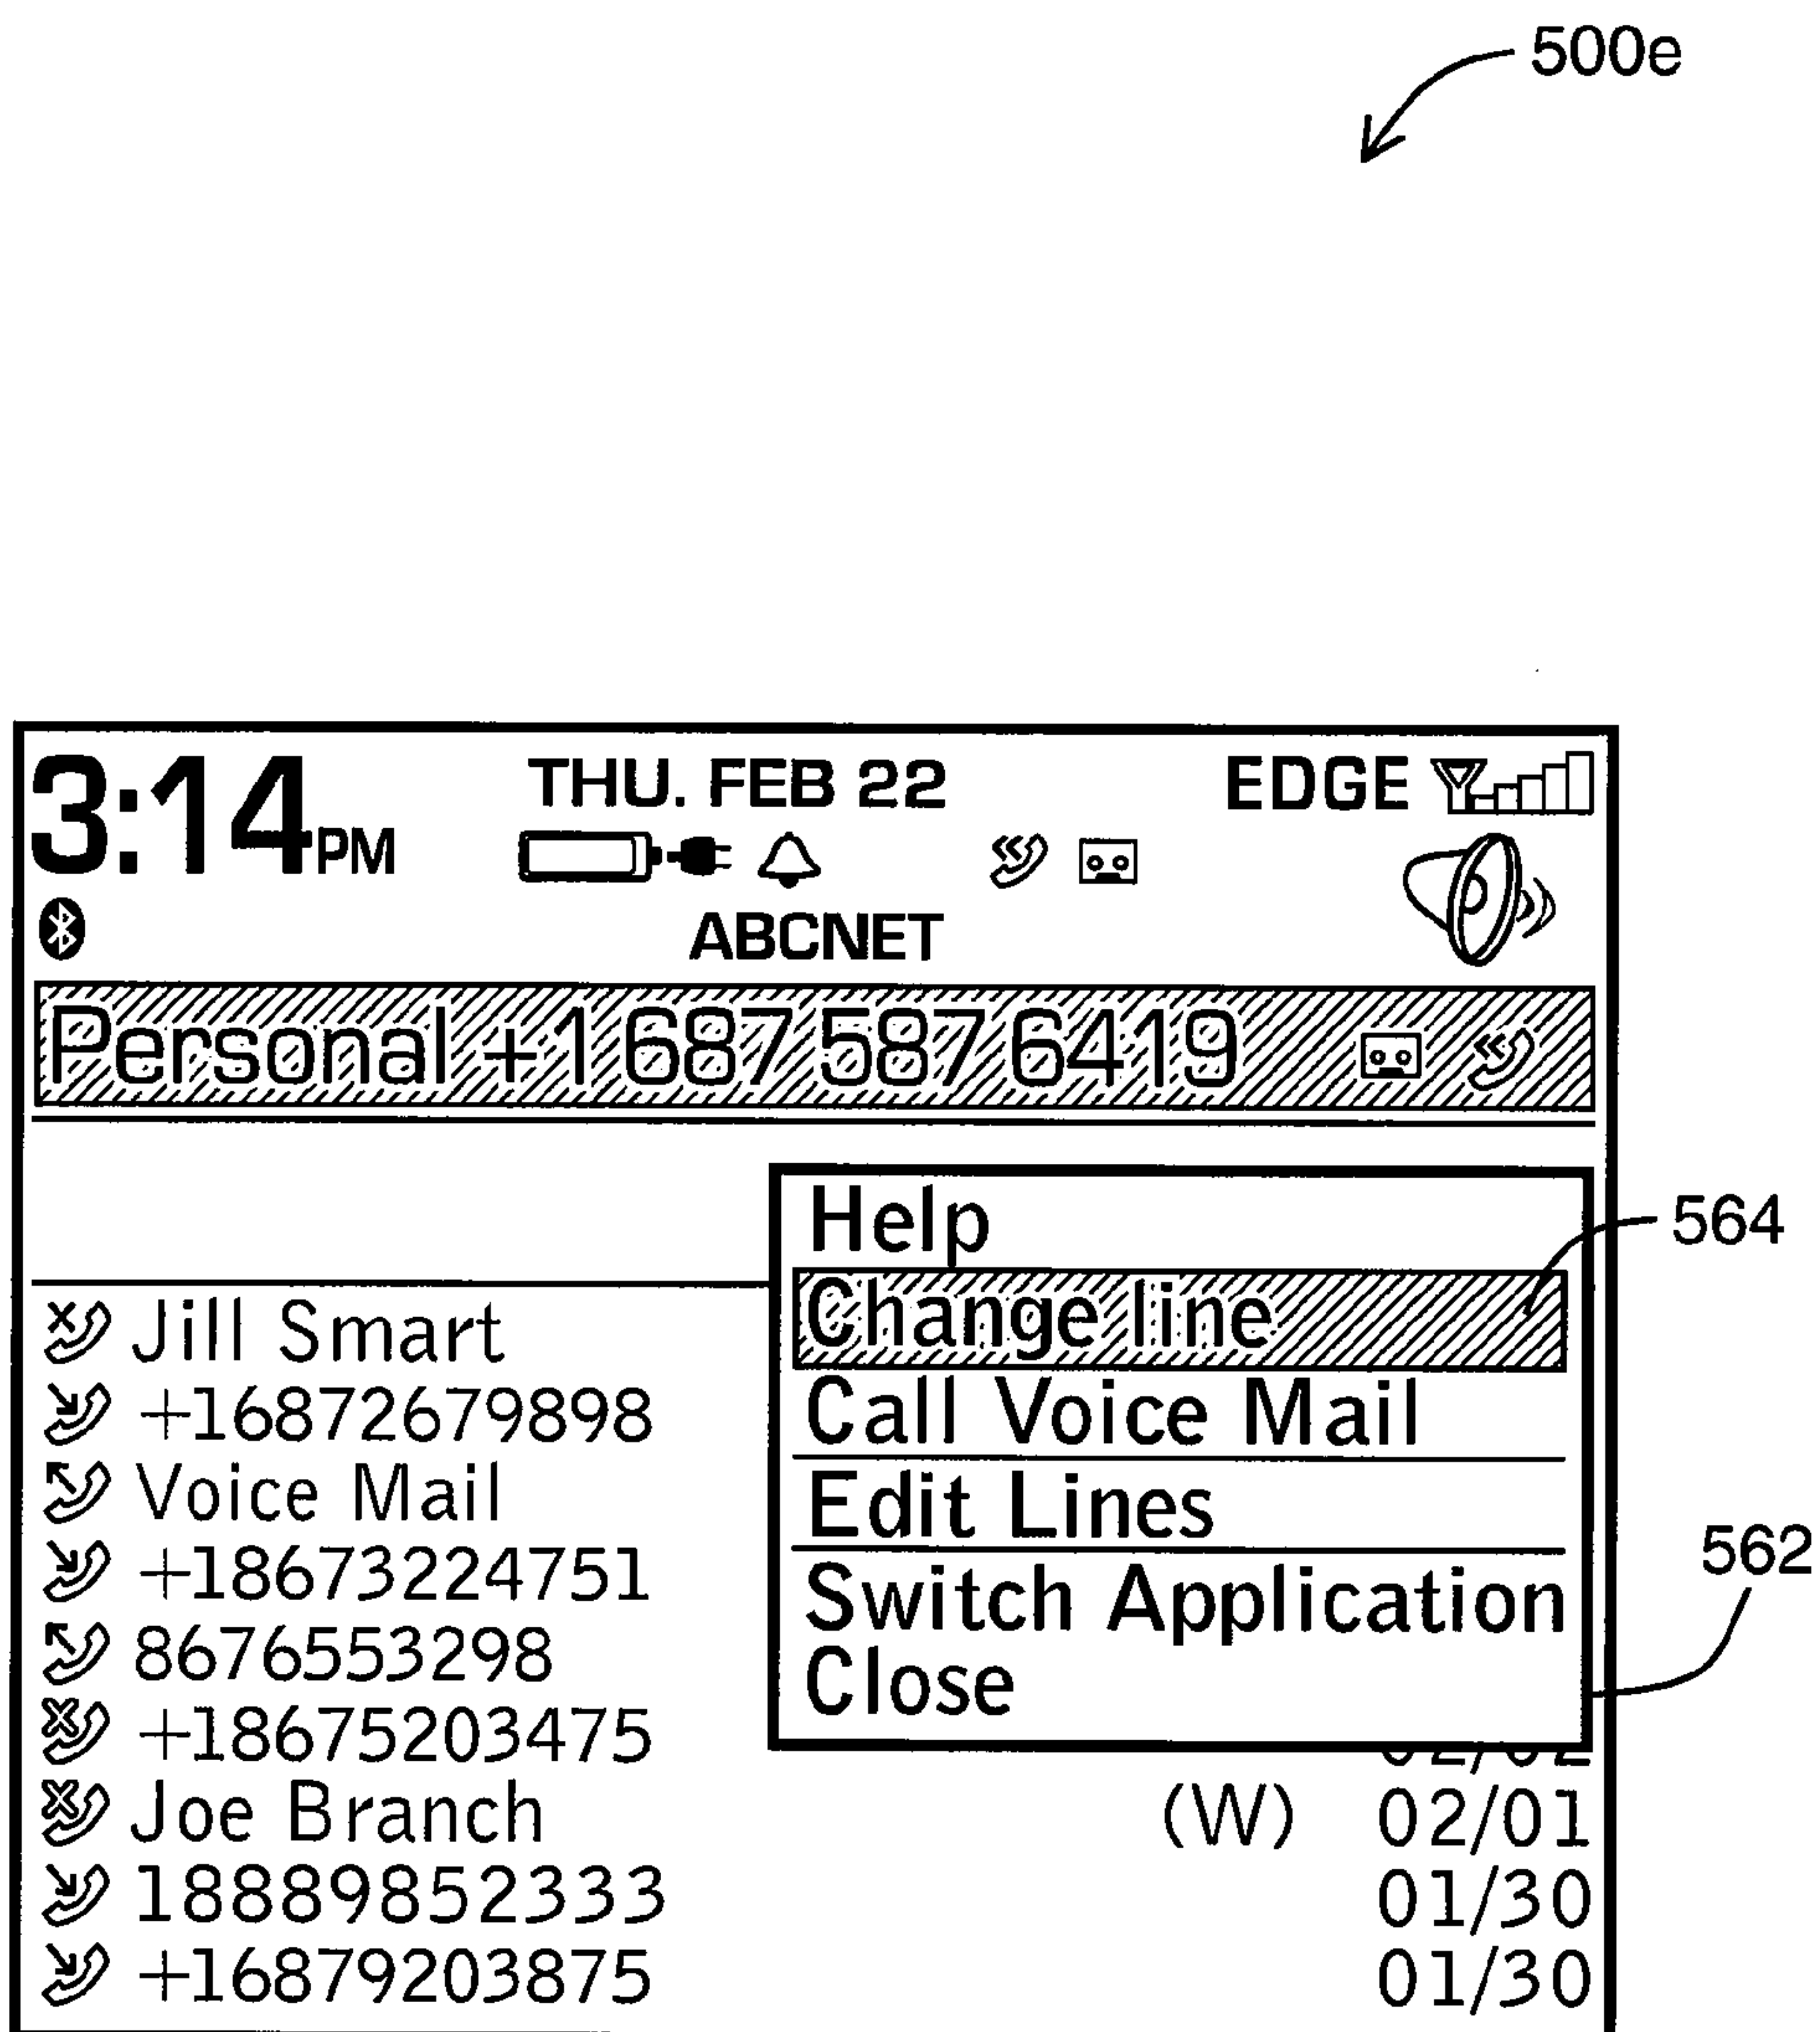 500e
3:14PM THU. FEB 22 EDGE
ABCNET
Personal +1 687 587 6419
Help
564
Change line
Jill Smart
Call Voice Mail
+16872679898
Voice Mail
Edit Lines
562
+18673224751
Switch Application
8676553298
Close
+18675203475
Joe Branch (W) 02/01
18889852333 01/30
+16879203875 01/30